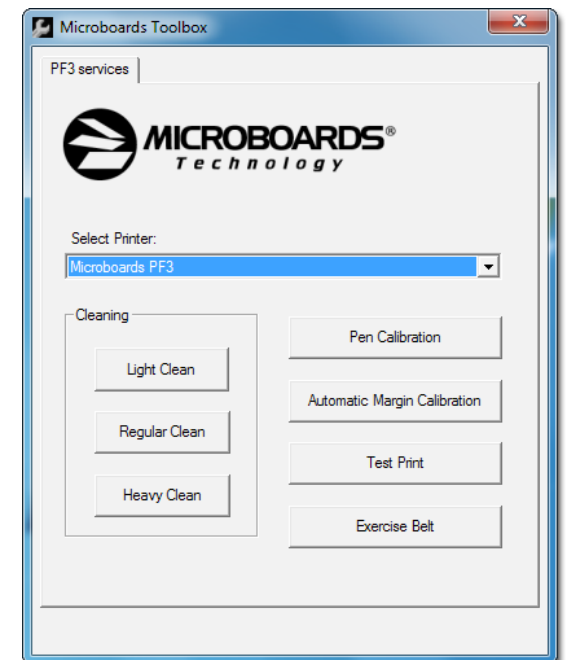 Microboards Toolbox
PF3 services
MICROBOARDS®
Technology
Select Printer:
Microboards PF3
Cleaning
Light Clean
Regular Clean
Heavy Clean
Pen Calibration
Automatic Margin Calibration
Test Print
Exercise Belt